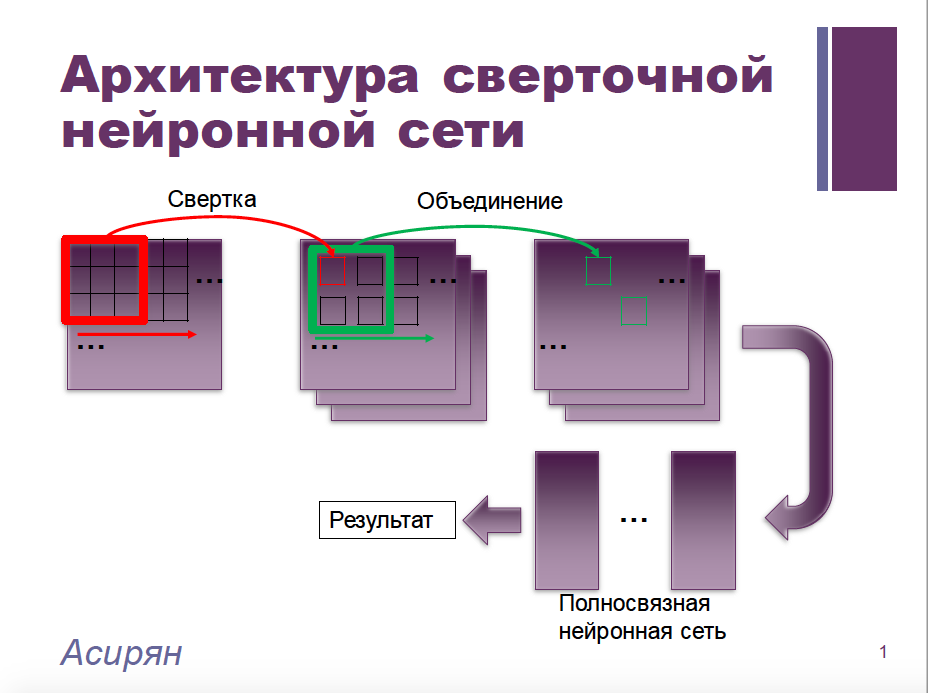 Архитектура сверточной
нейронной сети
Свертка
Объединение
...
...
...
...
...
...
...
Результат
Полносвязная
нейронная сеть
Асирян
1